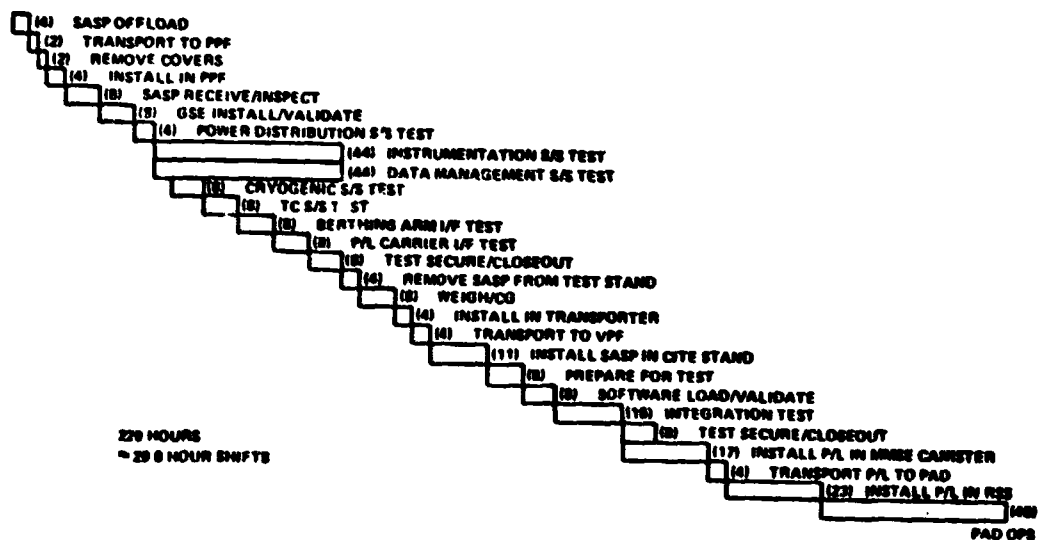 (4) SASP OFFLOAD
(2) TRANSPORT TO PPF
(2) REMOVE COVERS
(4) INSTALL IN PPF
(8) SASP RECEIVE/INSPECT
(8) GSE INSTALL/VALIDATE
(4) POWER DISTRIBUTION S/S TEST
(44) INSTRUMENTATION S/S TEST
(44) DATA MANAGEMENT S/S TEST
(8) CRYOGENIC S/S TEST
(8) TC S/S T ST
(8) BERTHING ARM I/F TEST
(8) P/L CARRIER I/F TEST
(8) TEST SECURE/CLOSEOUT
(4) REMOVE SASP FROM TEST STAND
(8) WEIGH/CG
(4) INSTALL IN TRANSPORTER
(4) TRANSPORT TO VPF
(11) INSTALL SASP IN CITE STAND
(8) PREPARE FOR TEST
(8) SOFTWARE LOAD/VALIDATE
(16) INTEGRATION TEST
(8) TEST SECURE/CLOSEOUT
(17) INSTALL P/L IN MMSE CANISTER
(4) TRANSPORT P/L TO PAD
(23) INSTALL P/L IN RSS
(46)
PAD OPS
229 HOURS
≈ 29 8 HOUR SHIFTS